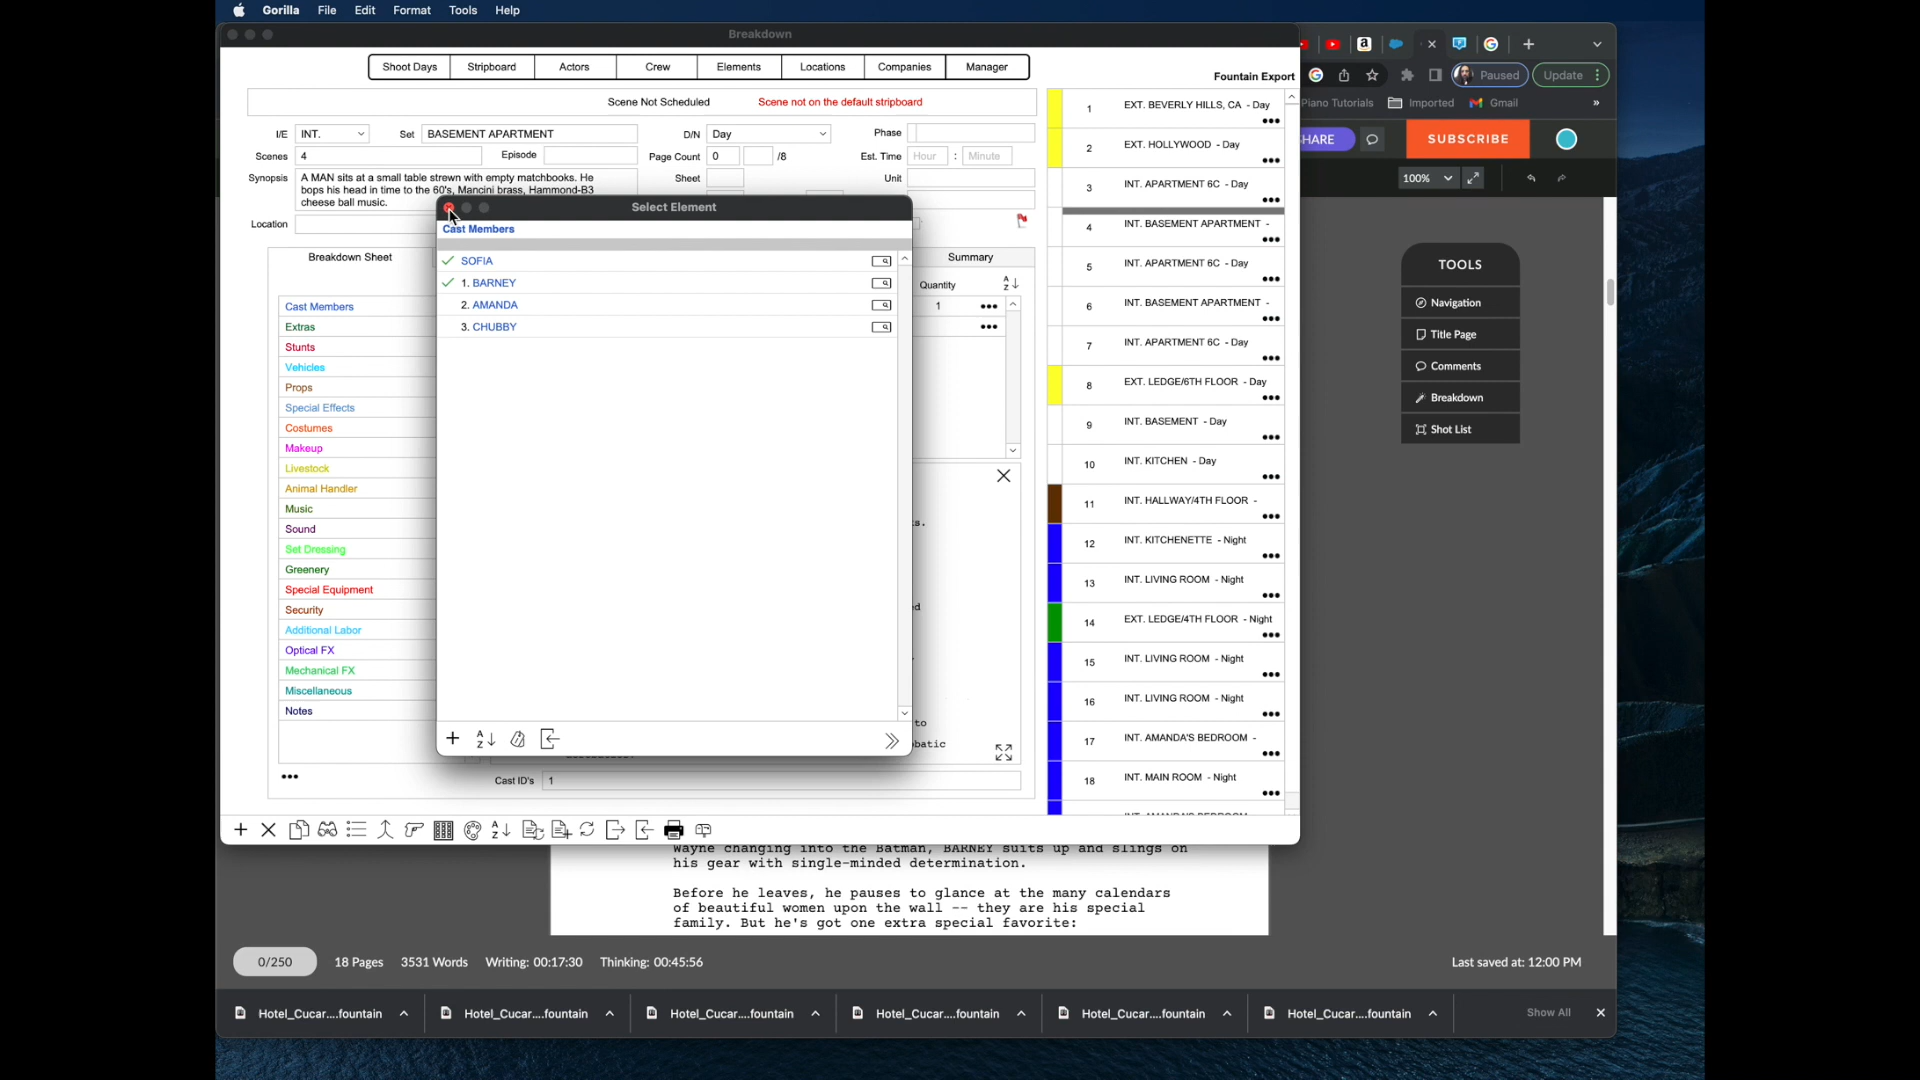 Gorilla File Edit Format Tools Help
Breakdown
Shoot Days Stripboard Actors Crew Elements Locations Companies Manager
Fountain Export
Scene Not Scheduled Scene not on the default stripboard
I/E INT. Set BASEMENT APARTMENT D/N Day Phase
Scenes 4 Episode Page Count 0 /8 Est. Time Hour : Minute
Synopsis A MAN sits at a small table strewn with empty matchbooks. He Sheet Unit
bops his head in time to the 60's, Mancini brass, Hammond-B3
cheese ball music.
Location
Select Element
Cast Members
SOFIA
1. BARNEY
2. AMANDA
3. CHUBBY
Breakdown Sheet
Summary
Quantity
1
Cast Members
Extras
Stunts
Vehicles
Props
Special Effects
Costumes
Makeup
Livestock
Animal Handler
Music
Sound
Set Dressing
Greenery
Special Equipment
Security
Additional Labor
Optical FX
Mechanical FX
Miscellaneous
Notes
to
Cast ID's 1
1 EXT. BEVERLY HILLS, CA - Day
2 EXT. HOLLYWOOD - Day
3 INT. APARTMENT 6C - Day
4 INT. BASEMENT APARTMENT -
5 INT. APARTMENT 6C - Day
6 INT. BASEMENT APARTMENT -
7 INT. APARTMENT 6C - Day
8 EXT. LEDGE/6TH FLOOR - Day
9 INT. BASEMENT - Day
10 INT. KITCHEN - Day
11 INT. HALLWAY/4TH FLOOR -
12 INT. KITCHENETTE - Night
13 INT. LIVING ROOM - Night
14 EXT. LEDGE/4TH FLOOR - Night
15 INT. LIVING ROOM - Night
16 INT. LIVING ROOM - Night
17 INT. AMANDA'S BEDROOM -
18 INT. MAIN ROOM - Night
Paused Update
Piano Tutorials Imported Gmail »
HARE SUBSCRIBE
100%
TOOLS
Navigation
Title Page
Comments
Breakdown
Shot List
Wayne changing into the Batman, BARNEY suits up and slings on
his gear with single-minded determination.
Before he leaves, he pauses to glance at the many calendars
of beautiful women upon the wall -- they are his special
family. But he's got one extra special favorite:
0/250 18 Pages 3531 Words Writing: 00:17:30 Thinking: 00:45:56 Last saved at: 12:00 PM
Hotel_Cucar....fountain Hotel_Cucar....fountain Hotel_Cucar....fountain Hotel_Cucar....fountain Hotel_Cucar....fountain Hotel_Cucar....fountain Show All